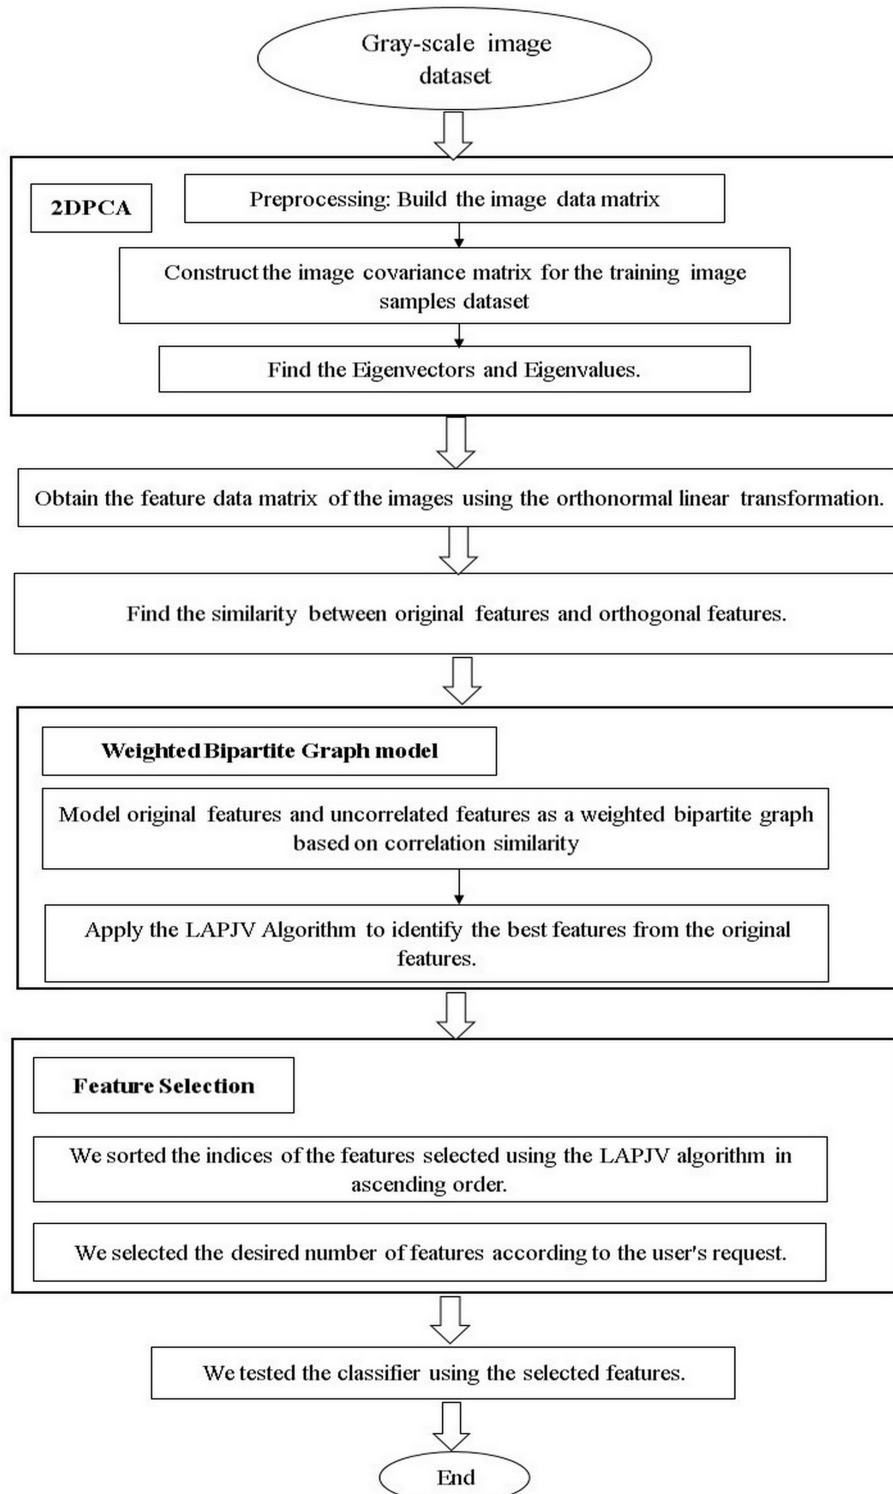 Gray-scale image
dataset
2DPCA
Preprocessing: Build the image data matrix
Construct the image covariance matrix for the training image
samples dataset
Find the Eigenvectors and Eigenvalues.
Obtain the feature data matrix of the images using the orthonormal linear transformation.
Find the similarity between original features and orthogonal features.
Weighted Bipartite Graph model
Model original features and uncorrelated features as a weighted bipartite graph
based on correlation similarity
Apply the LAPJV Algorithm to identify the best features from the original
features.
Feature Selection
We sorted the indices of the features selected using the LAPJV algorithm in
ascending order.
We selected the desired number of features according to the user's request.
We tested the classifier using the selected features.
End